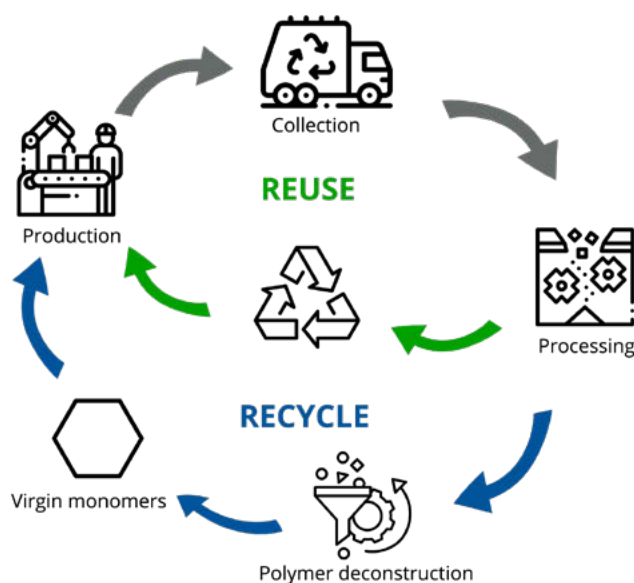 Collection
REUSE
Production
Processing
RECYCLE
Virgin monomers
Polymer deconstruction